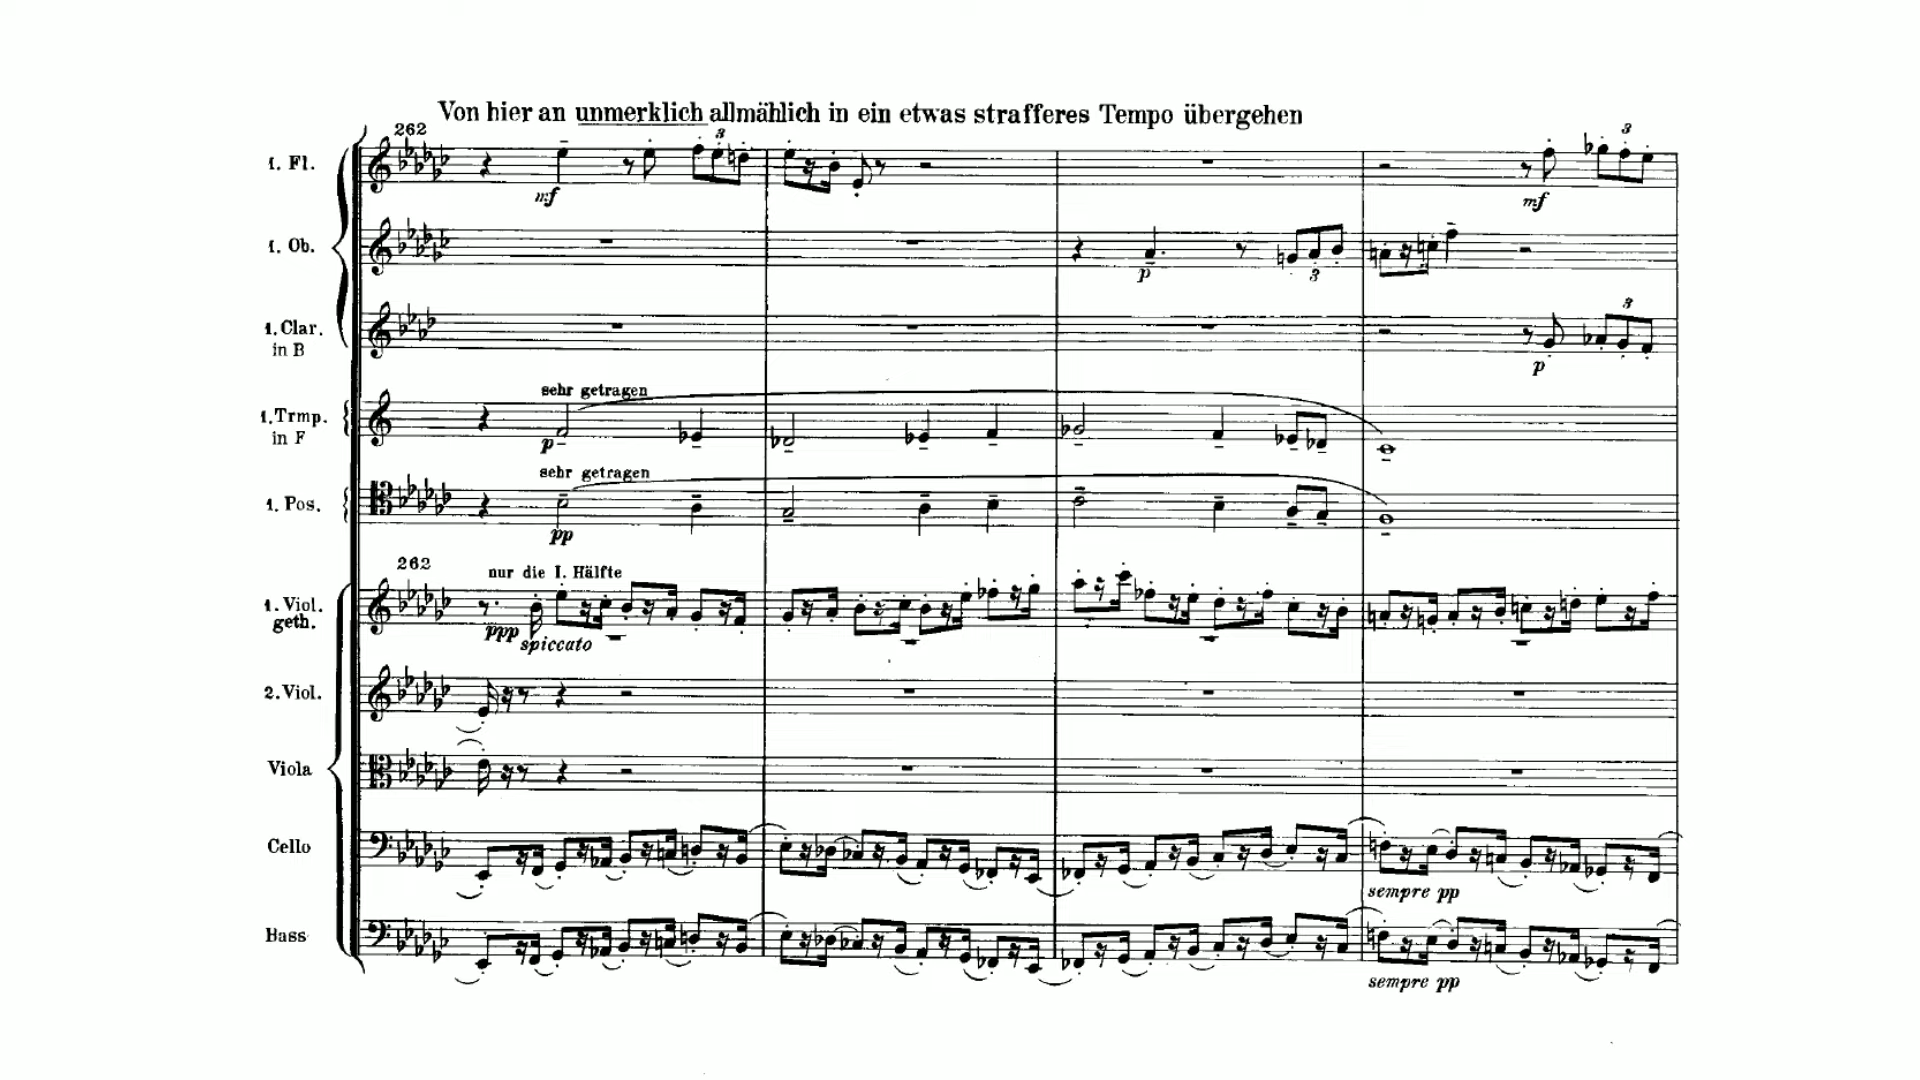 Von hier an unmerklich allmählich in ein etwas strafferes Tempo übergehen
262
3
1. Fl.
mf
mf
3
1. Ob.
p
3
1. Clar.
in B
3
p
sehr getragen
1. Trmp.
in F
p
sehr getragen
1. Pos.
pp
262
nur die I. Hälfte
1. Viol.
geth.
ppp
spiccato
2. Viol.
Viola
Cello
sempre pp
Bass
sempre pp